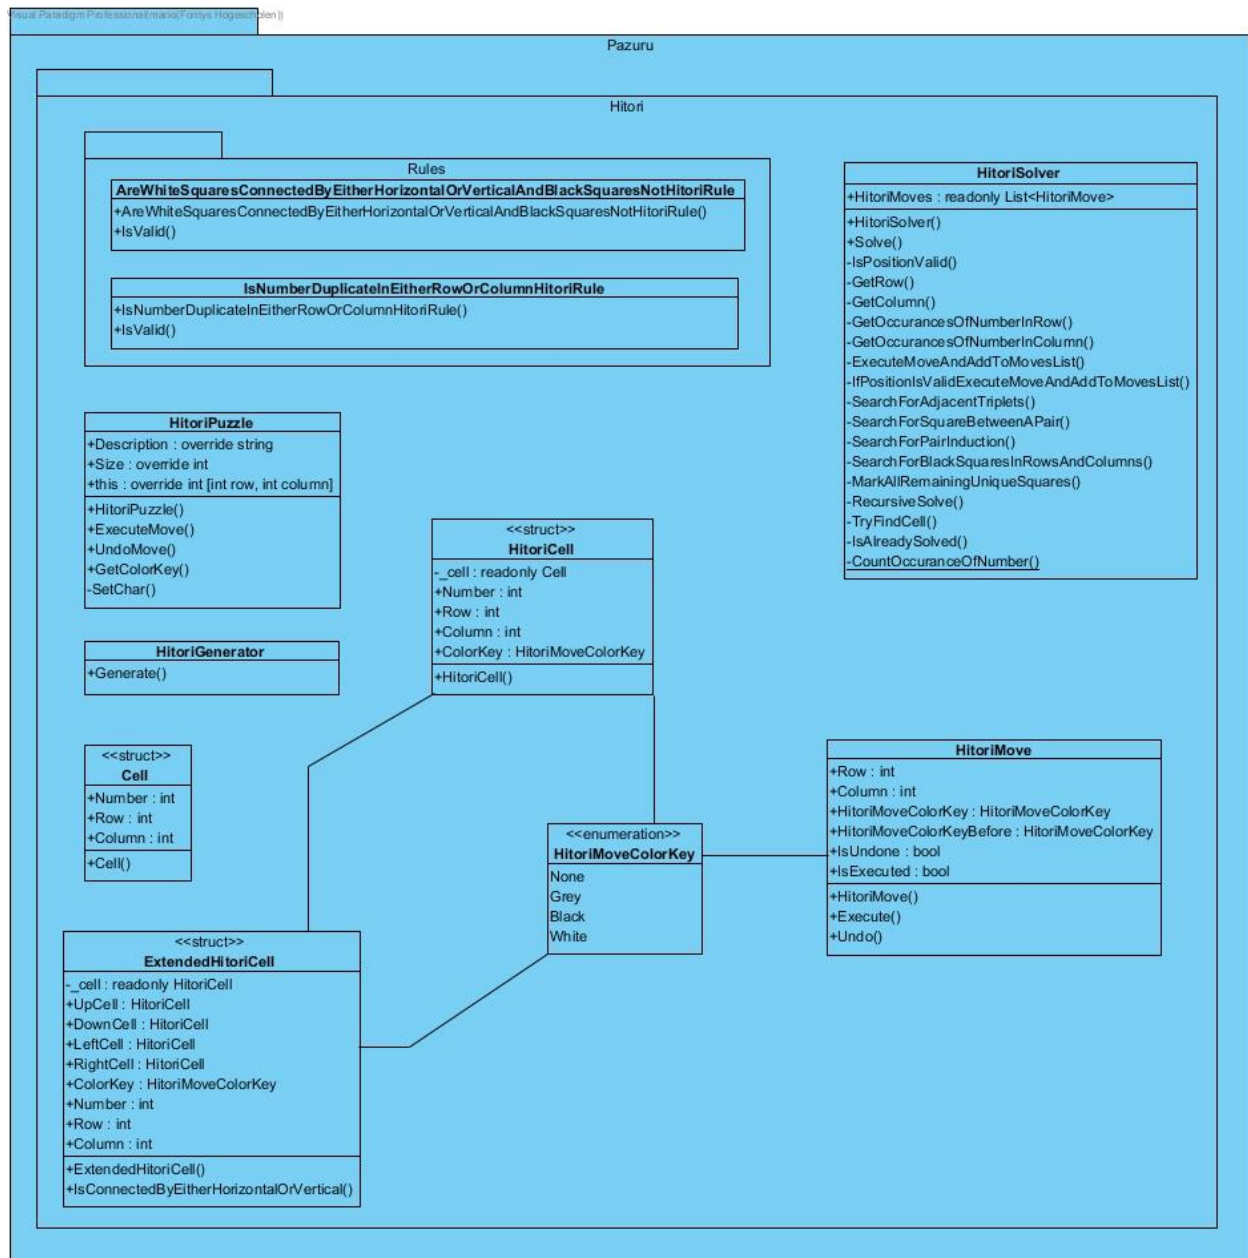 Visual Paradigm Professional(mario(Fontys Hogescholen))
Pazuru
Hitori
Rules
AreWhiteSquaresConnectedByEitherHorizontalOrVerticalAndBlackSquaresNotHitoriRule
+AreWhiteSquaresConnectedByEitherHorizontalOrVerticalAndBlackSquaresNotHitoriRule()
+IsValid()
IsNumberDuplicateInEitherRowOrColumnHitoriRule
+IsNumberDuplicateInEitherRowOrColumnHitoriRule()
+IsValid()
HitoriSolver
+HitoriMoves : readonly List<HitoriMove>
+HitoriSolver()
+Solve()
-IsPositionValid()
-GetRow()
-GetColumn()
-GetOccurancesOfNumberInRow()
-GetOccurancesOfNumberInColumn()
-ExecuteMoveAndAddToMovesList()
-IfPositionIsValidExecuteMoveAndAddToMovesList()
-SearchForAdjacentTriplets()
-SearchForSquareBetweenAPair()
-SearchForPairInduction()
-SearchForBlackSquaresInRowsAndColumns()
-MarkAllRemainingUniqueSquares()
-RecursiveSolve()
-TryFindCell()
-IsAlreadySolved()
-CountOccuranceOfNumber()
HitoriPuzzle
+Description : override string
+Size : override int
+this : override int [int row, int column]
+HitoriPuzzle()
+ExecuteMove()
+UndoMove()
+GetColorKey()
-SetChar()
<<struct>>
HitoriCell
-_cell : readonly Cell
+Number : int
+Row : int
+Column : int
+ColorKey : HitoriMoveColorKey
+HitoriCell()
HitoriGenerator
+Generate()
<<struct>>
Cell
+Number : int
+Row : int
+Column : int
+Cell()
HitoriMove
+Row : int
+Column : int
+HitoriMoveColorKey : HitoriMoveColorKey
+HitoriMoveColorKeyBefore : HitoriMoveColorKey
+IsUndone : bool
+IsExecuted : bool
+HitoriMove()
+Execute()
+Undo()
<<enumeration>>
HitoriMoveColorKey
None
Grey
Black
White
<<struct>>
ExtendedHitoriCell
-_cell : readonly HitoriCell
+UpCell : HitoriCell
+DownCell : HitoriCell
+LeftCell : HitoriCell
+RightCell : HitoriCell
+ColorKey : HitoriMoveColorKey
+Number : int
+Row : int
+Column : int
+ExtendedHitoriCell()
+IsConnectedByEitherHorizontalOrVertical()